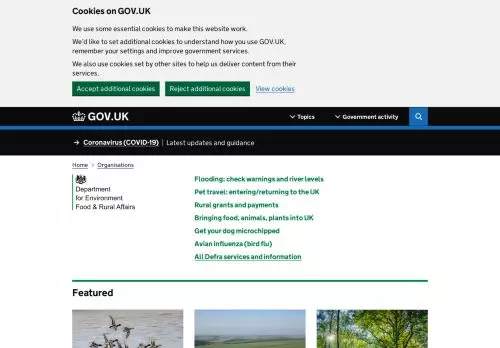 Cookies on GOV.UK
We use some essential cookies to make this website work.
We'd like to set additional cookies to understand how you use GOV.UK,
remember your settings and improve government services.
We also use cookies set by other sites to help us deliver content from their
services.
Accept additional cookies Reject additional cookies View cookies
GOV.UK Topics Government activity
→ Coronavirus (COVID-19) | Latest updates and guidance
Home > Organisations
Department
for Environment
Food & Rural Affairs
Flooding: check warnings and river levels
Pet travel: entering/returning to the UK
Rural grants and payments
Bringing food, animals, plants into UK
Get your dog microchipped
Avian influenza (bird flu)
All Defra services and information
Featured